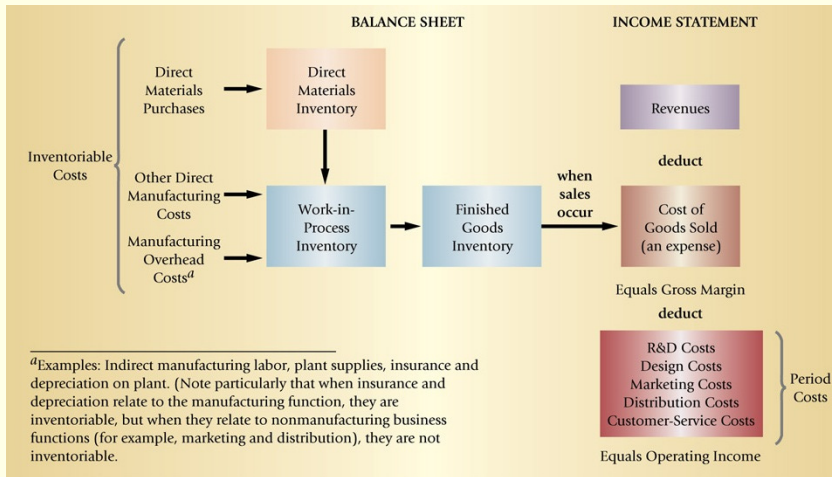 BALANCE SHEET
INCOME STATEMENT
Inventoriable
Costs
Direct
Materials
Purchases
Direct
Materials
Inventory
Other Direct
Manufacturing
Costs
Manufacturing
Overhead
Costsa
Work-in-
Process
Inventory
Finished
Goods
Inventory
when
sales
occur
Revenues
deduct
Cost of
Goods Sold
(an expense)
Equals Gross Margin
deduct
R&D Costs
Design Costs
Marketing Costs
Distribution Costs
Customer-Service Costs
Period
Costs
Equals Operating Income
aExamples: Indirect manufacturing labor, plant supplies, insurance and
depreciation on plant. (Note particularly that when insurance and
depreciation relate to the manufacturing function, they are
inventoriable, but when they relate to nonmanufacturing business
functions (for example, marketing and distribution), they are not
inventoriable.